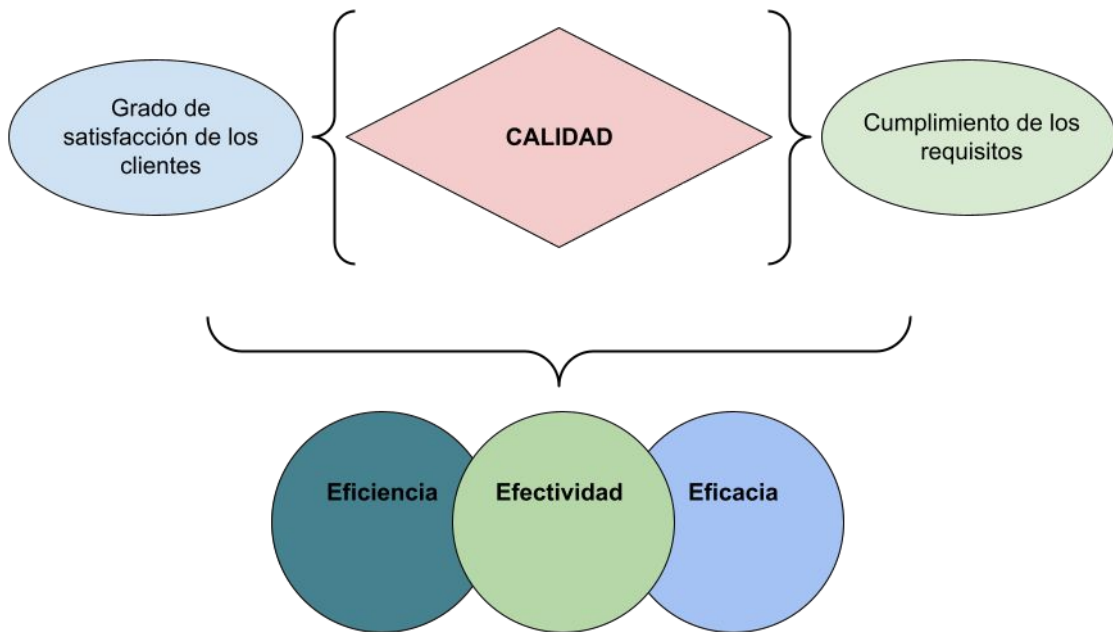 Grado de
satisfacción de los
clientes
CALIDAD
Cumplimiento de los
requisitos
Eficiencia
Efectividad
Eficacia